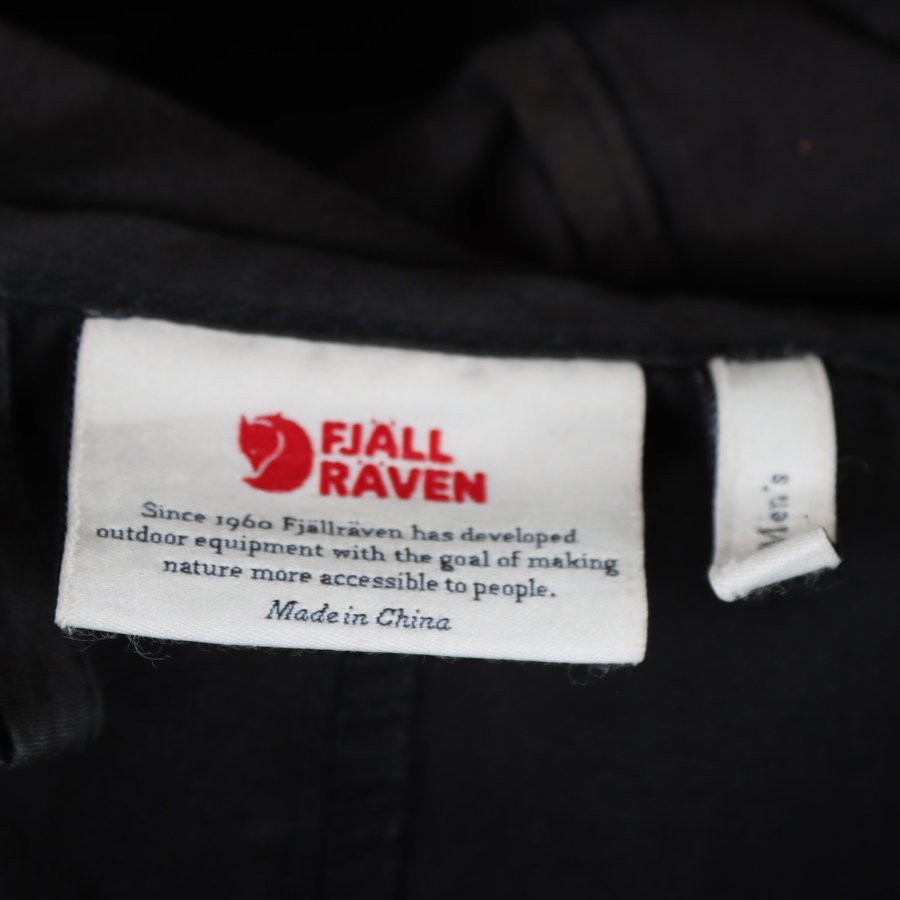 FJÄLL
RÄVEN
Since 1960 Fjällräven has developed
outdoor equipment with the goal of making
nature more accessible to people.
Made in China
Men's